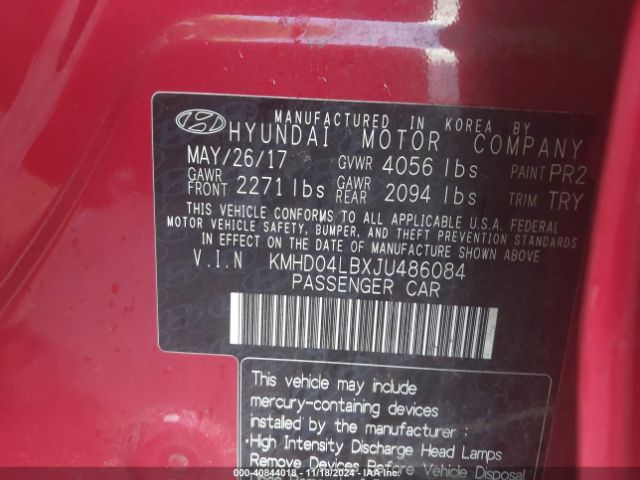 MANUFACTURED IN KOREA BY
HYUNDAI MOTOR COMPANY
MAY/26/17 GVWR 4056 lbs PAINT PR2
GAWR FRONT 2271 lbs GAWR REAR 2094 lbs TRIM TRY
THIS VEHICLE CONFORMS TO ALL APPLICABLE U.S.A. FEDERAL
MOTOR VEHICLE SAFETY, BUMPER, AND THEFT PREVENTION STANDARDS
IN EFFECT ON THE DATE OF MANUFACTURE SHOWN ABOVE
V.I.N KMHD04LBXJU486084
PASSENGER CAR
This vehicle may include
mercury-containing devices
installed by the manufacturer :
·High Intensity Discharge Head Lamps
Remove Devices Before Vehicle Disposal
IAA-40844018 - 11/18/2024 - IAAI.com